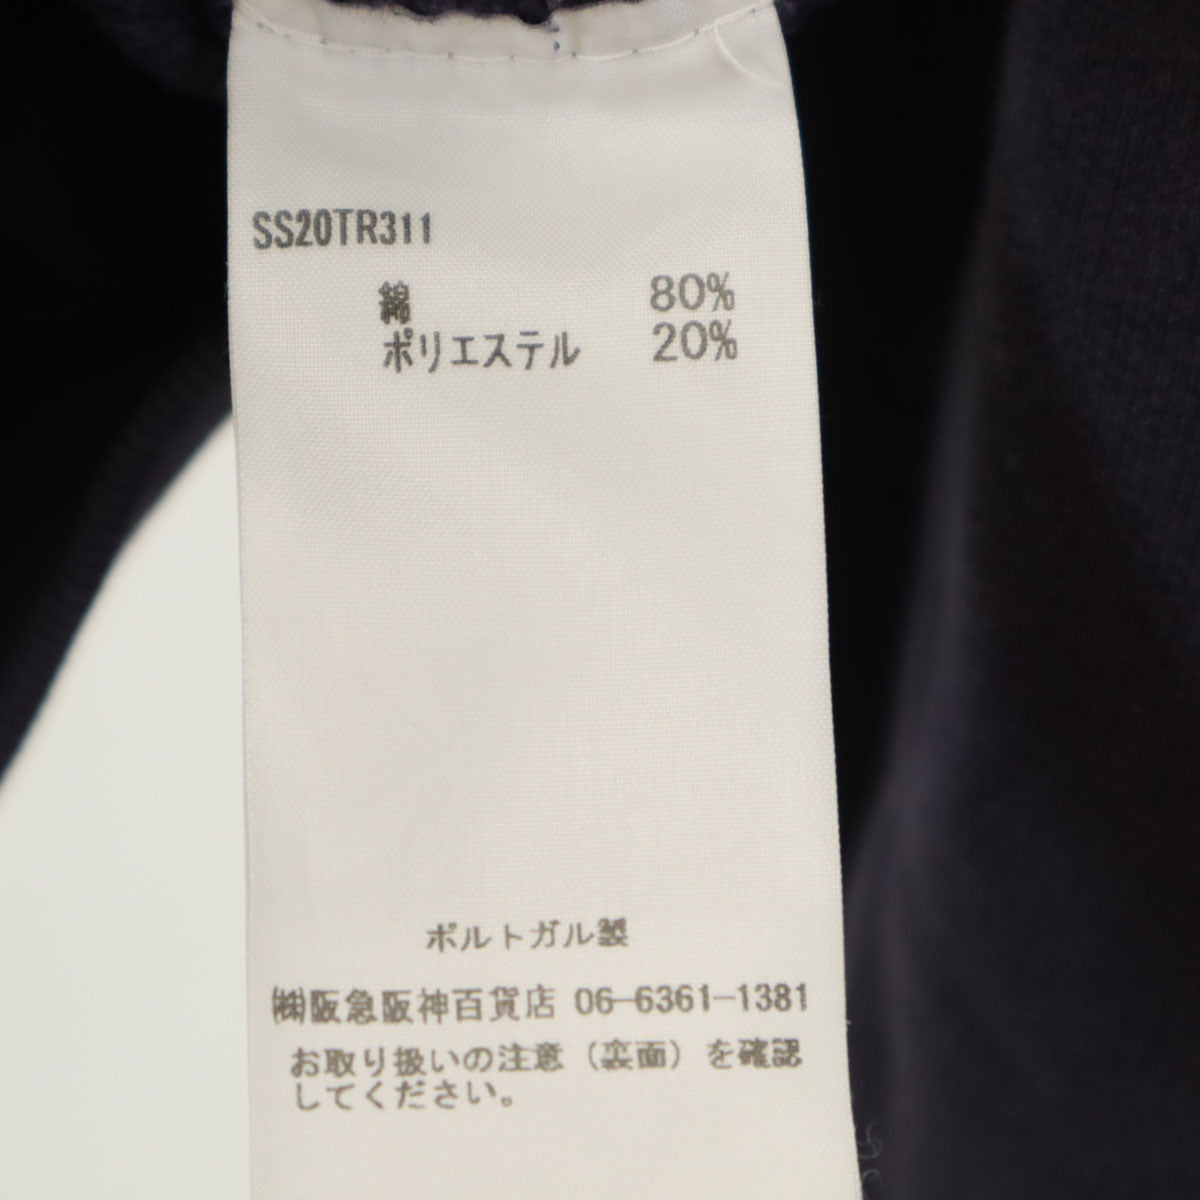 SS20TR311
綿 80%
ポリエステル 20%
ポルトガル製
㈱阪急阪神百貨店 06-6361-1381
お取り扱いの注意（裏面）を確認
してください。